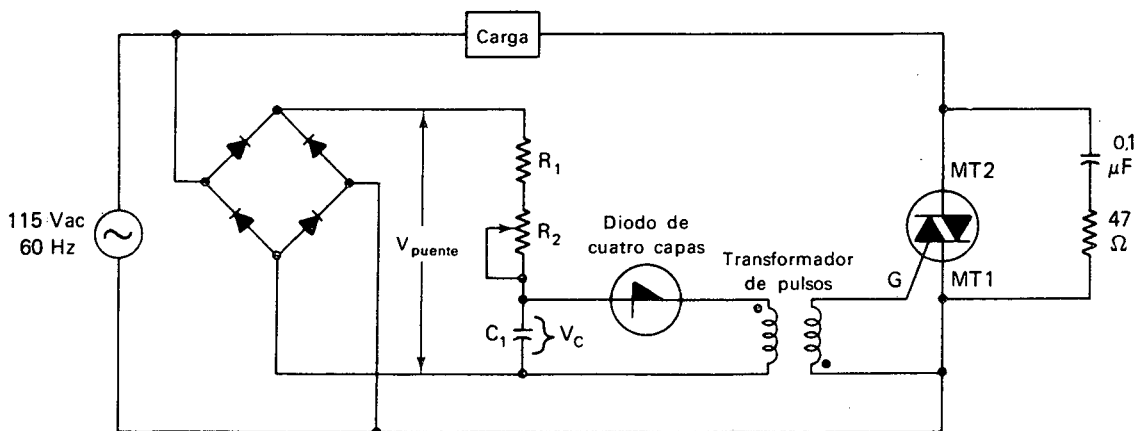 Carga
115 Vac
60 Hz
V puente
R1
R2
C1
VC
Diodo de
cuatro capas
Transformador
de pulsos
G
MT2
MT1
0,1
μF
47
Ω